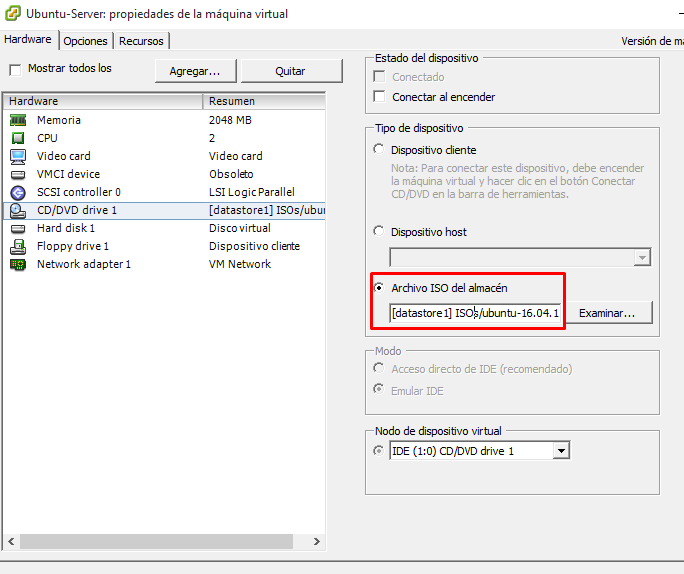 Ubuntu-Server: propiedades de la máquina virtual
Hardware Opciones Recursos Versión de ma
Mostrar todos los Agregar... Quitar
Hardware Resumen
Memoria 2048 MB
CPU 2
Video card Video card
VMCI device Obsoleto
SCSI controller 0 LSI Logic Parallel
CD/DVD drive 1 [datastore1] ISOs/ubu
Hard disk 1 Disco virtual
Floppy drive 1 Dispositivo cliente
Network adapter 1 VM Network
Estado del dispositivo
Conectado
Conectar al encender
Tipo de dispositivo
Dispositivo cliente
Nota: Para conectar este dispositivo, debe encender
la máquina virtual y hacer clic en el botón Conectar
CD/DVD en la barra de herramientas.
Dispositivo host
Archivo ISO del almacén
[datastore1] ISOs/ubuntu-16.04.1 Examinar...
Modo
Acceso directo de IDE (recomendado)
Emular IDE
Nodo de dispositivo virtual
IDE (1:0) CD/DVD drive 1